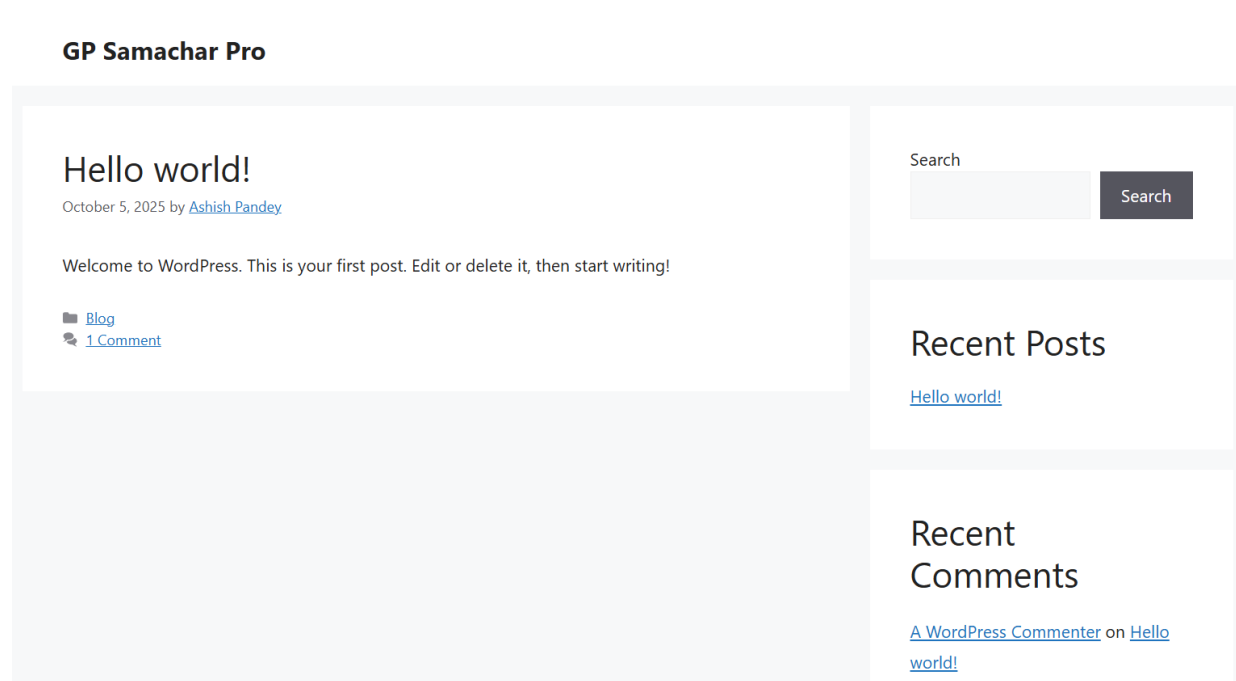 GP Samachar Pro
Hello world!
October 5, 2025 by Ashish Pandey
Welcome to WordPress. This is your first post. Edit or delete it, then start writing!
Blog
1 Comment
Search
Search
Recent Posts
Hello world!
Recent
Comments
A WordPress Commenter on Hello
world!